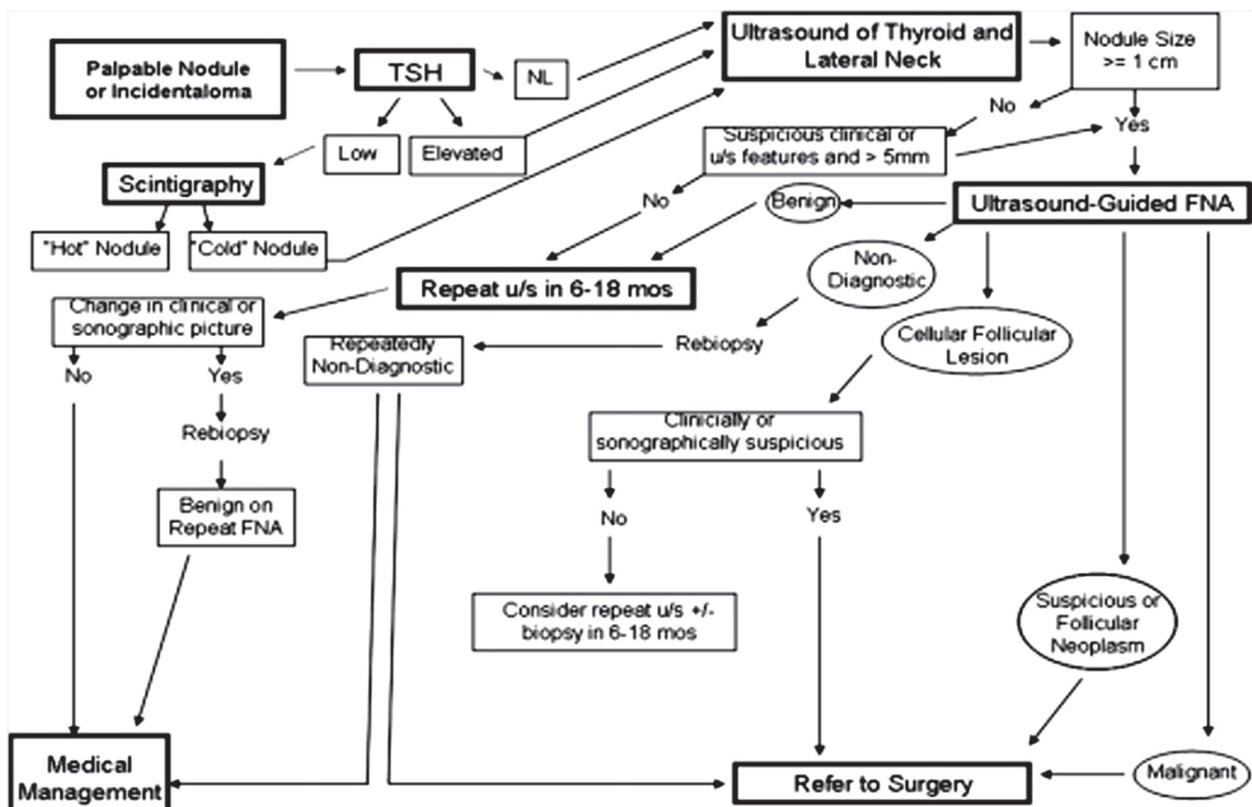 Palpable Nodule
or Incidentaloma
TSH
NL
Low
Elevated
Ultrasound of Thyroid and
Lateral Neck
Nodule Size
>= 1 cm
No
Yes
Suspicious clinical or
u/s features and > 5mm
No
Scintigraphy
"Hot" Nodule
"Cold" Nodule
Benign
Ultrasound-Guided FNA
Non-
Diagnostic
Cellular Follicular
Lesion
Repeat u/s in 6-18 mos
Change in clinical or
sonographic picture
No
Yes
Rebiopsy
Benign on
Repeat FNA
Repeatedly
Non-Diagnostic
Rebiopsy
Clinicially or
sonographically suspicious
No
Yes
Consider repeat u/s +/-
biopsy in 6-18 mos
Suspicious or
Follicular
Neoplasm
Medical
Management
Refer to Surgery
Malignant